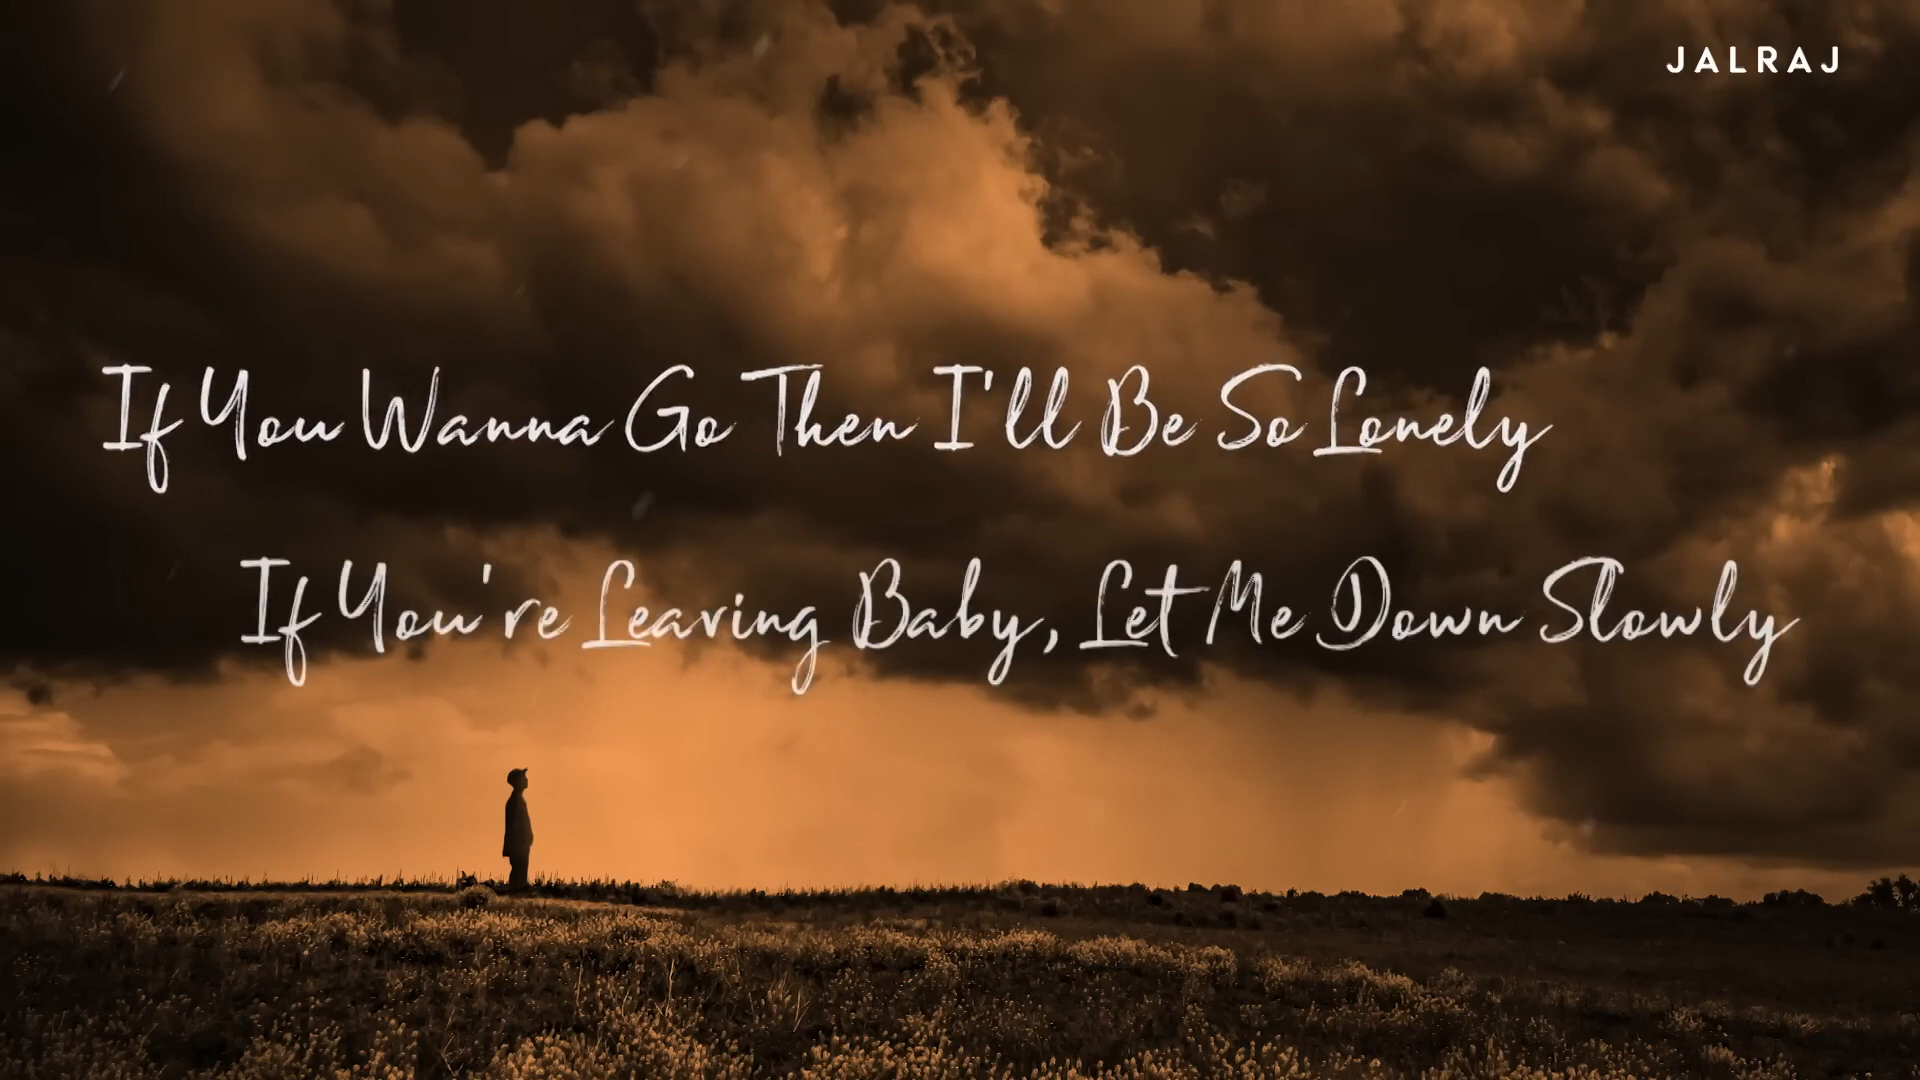 JALRAJ
If You Wanna Go Then I'll Be So Lonely
If You're Leaving Baby, Let Me Down Slowly